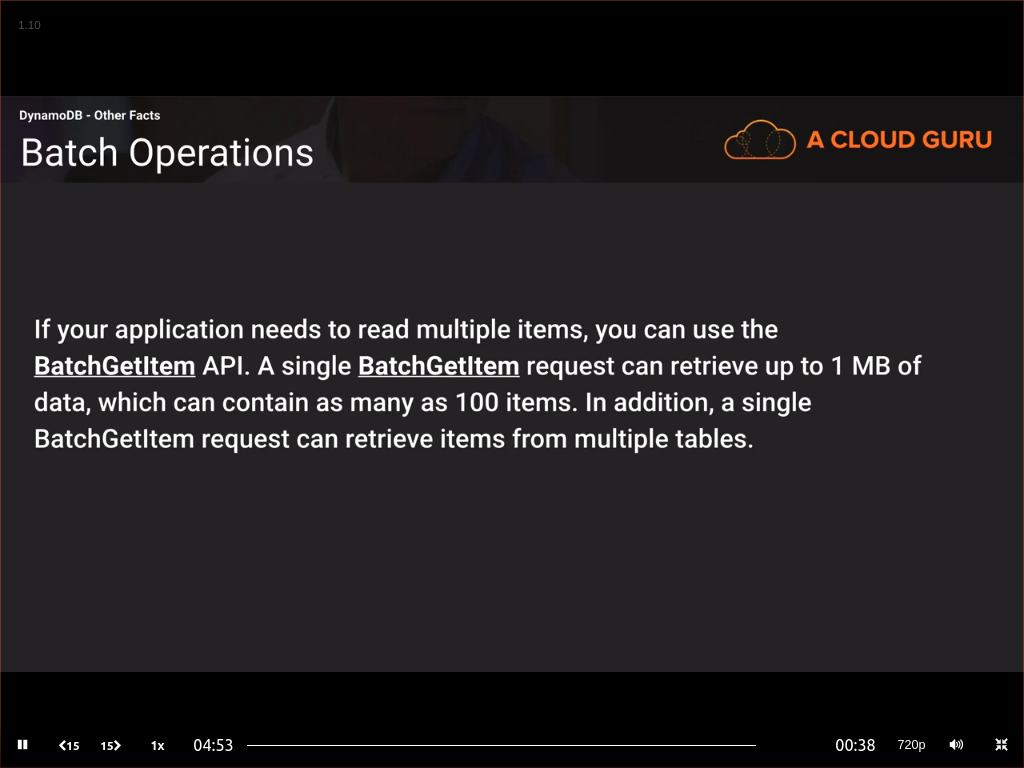 1.10
DynamoDB - Other Facts
Batch Operations
A CLOUD GURU
If your application needs to read multiple items, you can use the
BatchGetItem API. A single BatchGetItem request can retrieve up to 1 MB of
data, which can contain as many as 100 items. In addition, a single
BatchGetItem request can retrieve items from multiple tables.
15 15 1x 04:53 00:38 720p